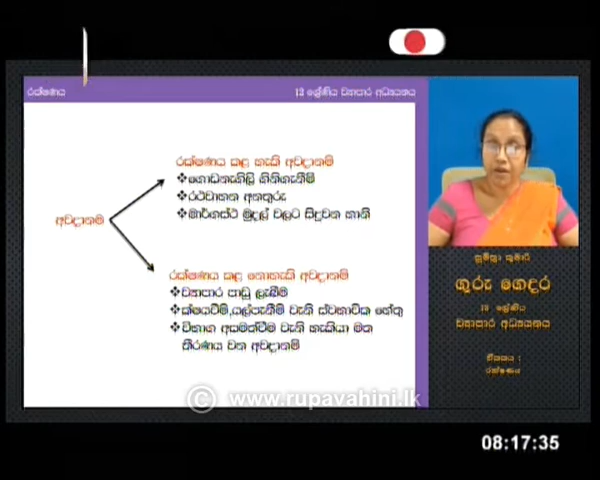 රක්ෂණය
12 ශ්‍රේණිය ව්‍යාපාර අධ්‍යයනය
රක්ෂණය කළ හැකි අවදානම්
❖ගොඩනැගිලි ගිනිගැනීම්
❖රථවාහන අනතුරු
❖මාර්ගස්ථ මුදල් වලට සිදුවන හානි
අවදානම
රක්ෂණය කළ නොහැකි අවදානම්
❖ව්‍යාපාර පාඩු ලැබීම
❖ක්ෂයවීම්,යල්පැනීම් වැනි ස්වභාවික හේතු
❖විභාග අසමත්වීම වැනි හැකියා මත
තීරණය වන අවදානම්
සුමිත්‍රා කුමාරි
ගුරු ගෙදර
12 ශ්‍රේණිය
ව්‍යාපාර අධ්‍යයනය
ඒකකය :
රක්ෂණය
© www.rupavahini.lk
08:17:35